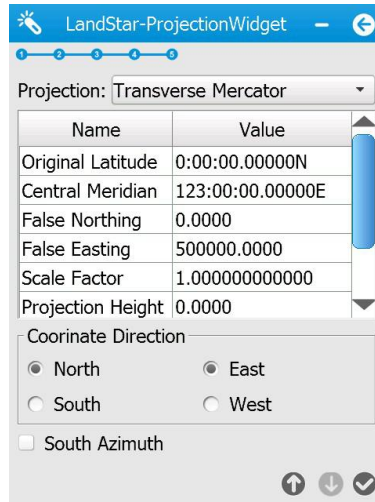 LandStar-ProjectionWidget
1 2 3 4 5
Projection: Transverse Mercator
Name Value
Original Latitude 0:00:00.00000N
Central Meridian 123:00:00.00000E
False Northing 0.0000
False Easting 500000.0000
Scale Factor 1.000000000000
Projection Height 0.0000
Coorinate Direction
North East
South West
South Azimuth